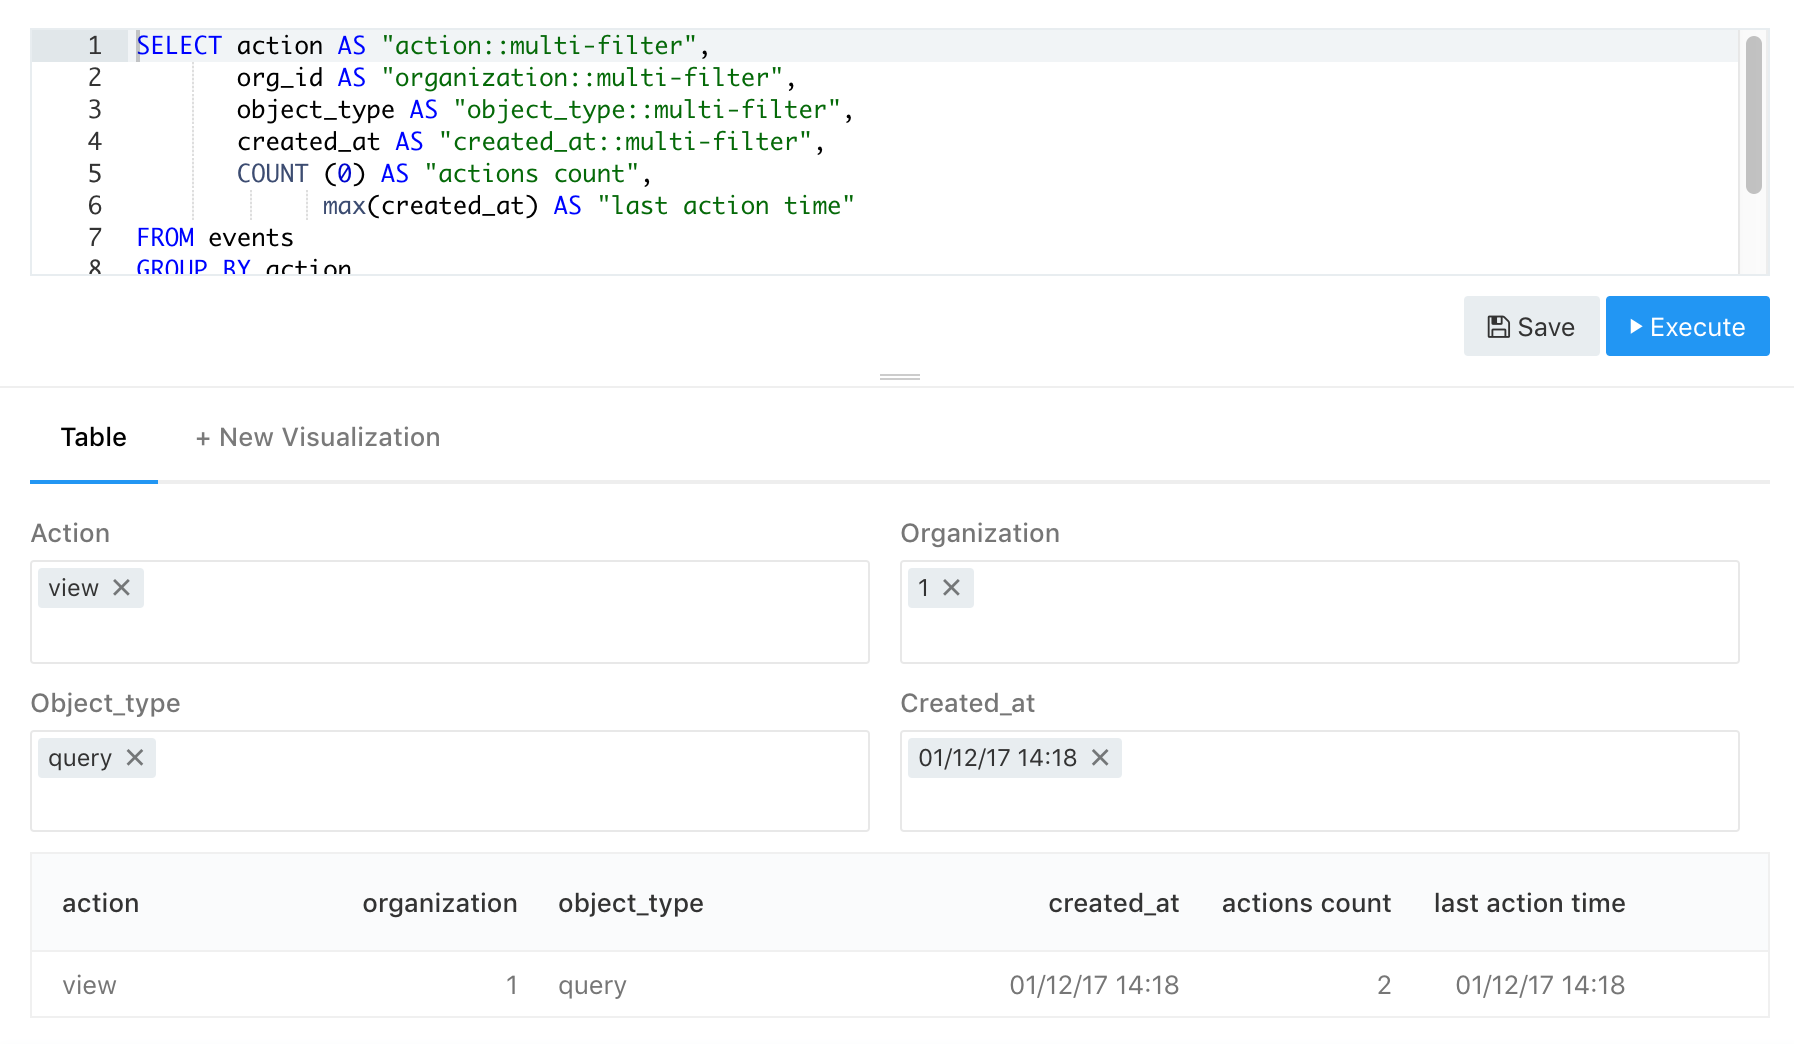 1 SELECT action AS "action::multi-filter",
2 org_id AS "organization::multi-filter",
3 object_type AS "object_type::multi-filter",
4 created_at AS "created_at::multi-filter",
5 COUNT (0) AS "actions count",
6 max(created_at) AS "last action time"
7 FROM events
8 GROUP BY action
Save Execute
Table + New Visualization
Action Organization
view 1
Object_type Created_at
query 01/12/17 14:18
action organization object_type created_at actions count last action time
view 1 query 01/12/17 14:18 2 01/12/17 14:18